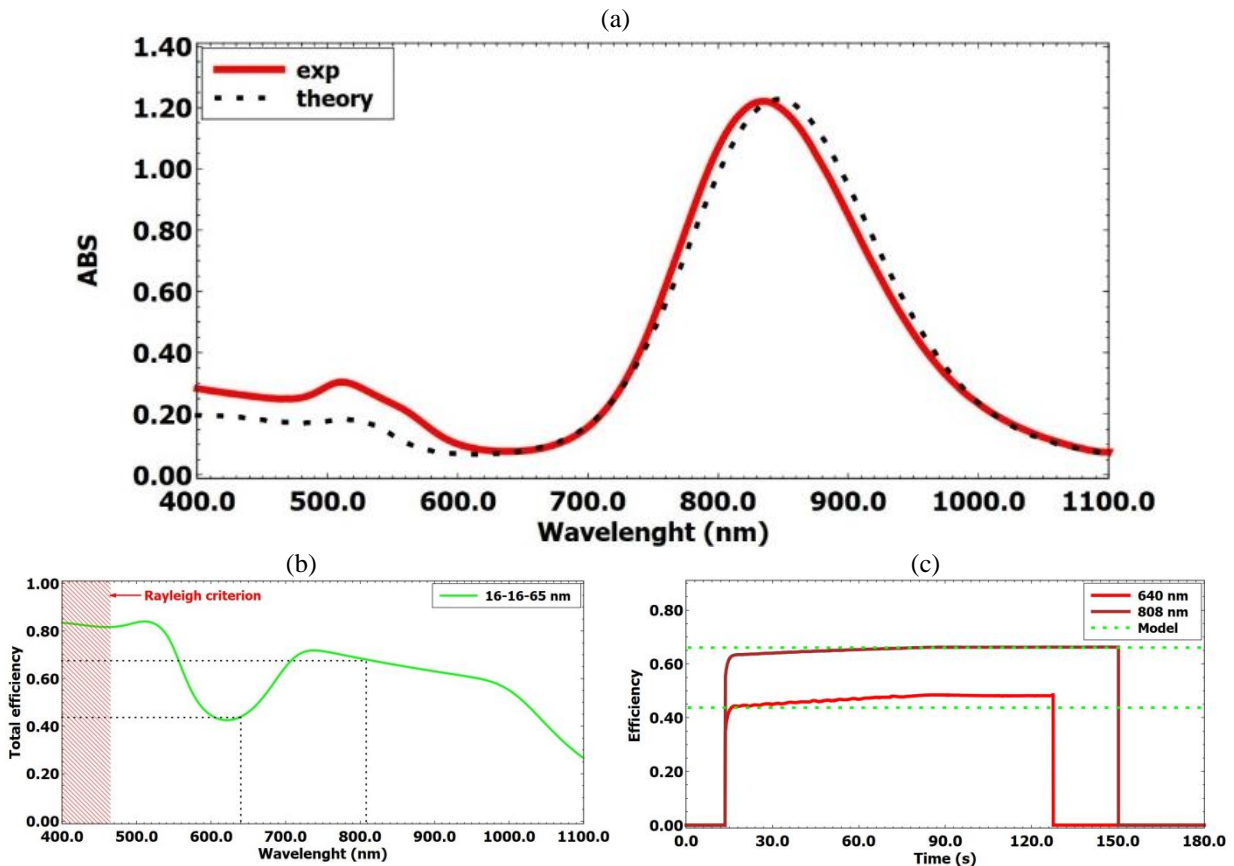 (a)
1.40
1.20
1.00
0.80
0.60
0.40
0.20
0.00
ABS
exp
theory
400.0 500.0 600.0 700.0 800.0 900.0 1000.0 1100.0
Wavelenght (nm)
(b)
1.00
0.80
0.60
0.40
0.20
0.00
Total efficiency
Rayleigh criterion
16-16-65 nm
400.0 500.0 600.0 700.0 800.0 900.0 1000.0 1100.0
Wavelenght (nm)
(c)
0.80
0.60
0.40
0.20
0.00
Efficiency
640 nm
808 nm
Model
0.0 30.0 60.0 90.0 120.0 150.0 180.0
Time (s)